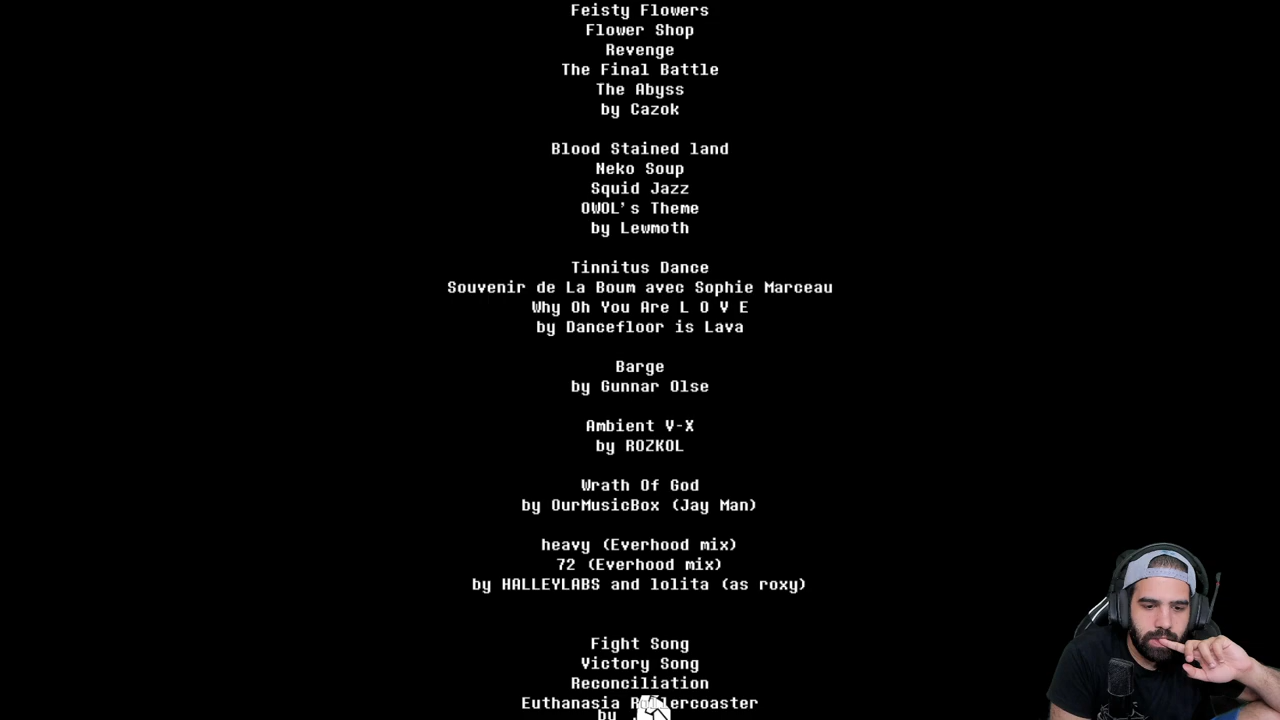 Feisty Flowers
Flower Shop
Revenge
The Final Battle
The Abyss
by Cazok
Blood Stained land
Neko Soup
Squid Jazz
OWOL's Theme
by Lewmoth
Tinnitus Dance
Souvenir de La Boum avec Sophie Marceau
Why Oh You Are L O V E
by Dancefloor is Lava
Barge
by Gunnar Olse
Ambient V-X
by ROZKOL
Wrath Of God
by OurMusicBox (Jay Man)
heavy (Everhood mix)
72 (Everhood mix)
by HALLEYLABS and lolita (as roxy)
Fight Song
Victory Song
Reconciliation
Euthanasia Rollercoaster
by